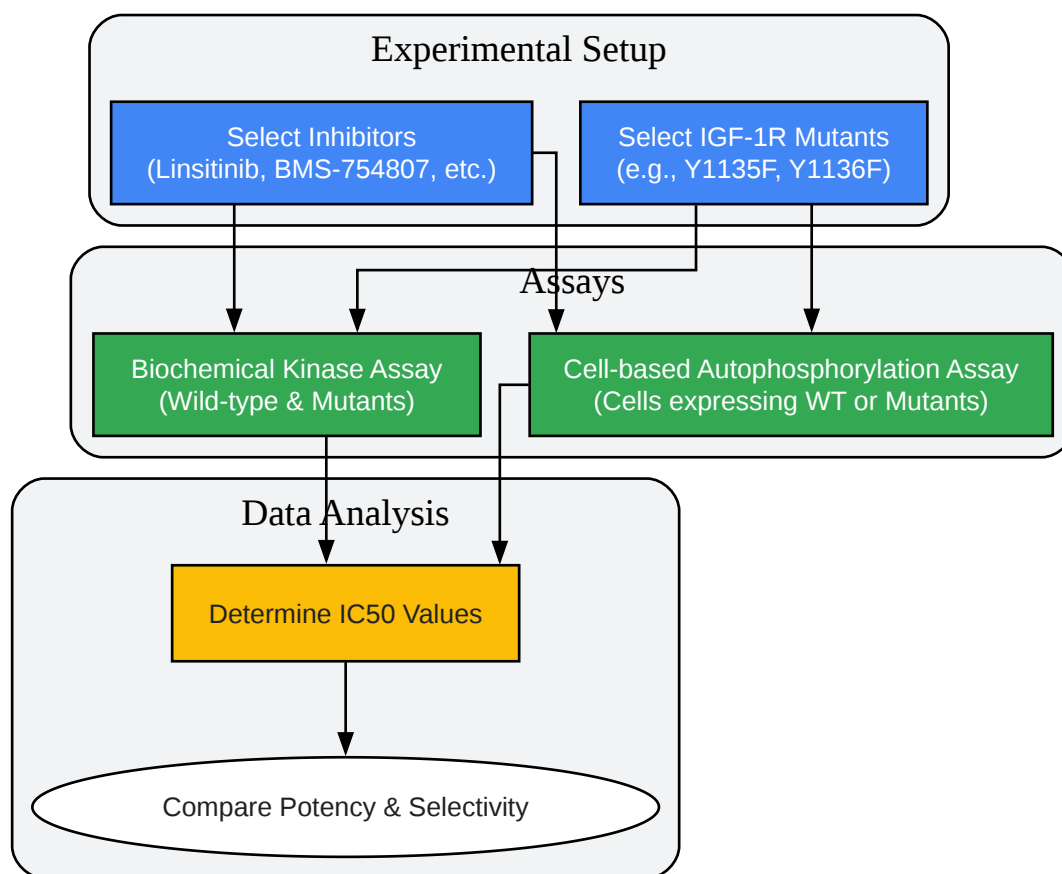 Experimental Setup
Select Inhibitors
(Linsitinib, BMS-754807, etc.)
Select IGF-1R Mutants
(e.g., Y1135F, Y1136F)
Assays
Biochemical Kinase Assay
(Wild-type & Mutants)
Cell-based Autophosphorylation Assay
(Cells expressing WT or Mutants)
Data Analysis
Determine IC50 Values
Compare Potency & Selectivity